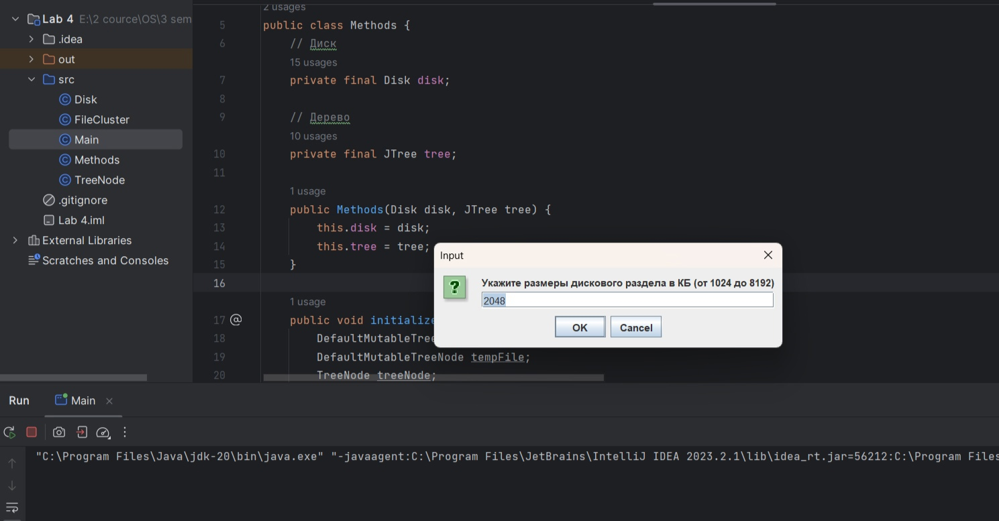 Lab 4 E:\2 cource\OS\3 sem
.idea
out
src
Disk
FileCluster
Main
Methods
TreeNode
.gitignore
Lab 4.iml
External Libraries
Scratches and Consoles
2 usages
5 public class Methods {
6 // Диск
15 usages
7 private final Disk disk;
8
9 // Дерево
10 usages
10 private final JTree tree;
11
1 usage
12 public Methods(Disk disk, JTree tree) {
13 this.disk = disk;
14 this.tree = tree;
15 }
16
1 usage
17 @ public void initialize
18 DefaultMutableTree
19 DefaultMutableTreeNode tempFile;
20 TreeNode treeNode;
Input
? Укажите размеры дискового раздела в КБ (от 1024 до 8192)
2048
OK Cancel
Run Main
"C:\Program Files\Java\jdk-20\bin\java.exe" "-javaagent:C:\Program Files\JetBrains\IntelliJ IDEA 2023.2.1\lib\idea_rt.jar=56212:C:\Program Files